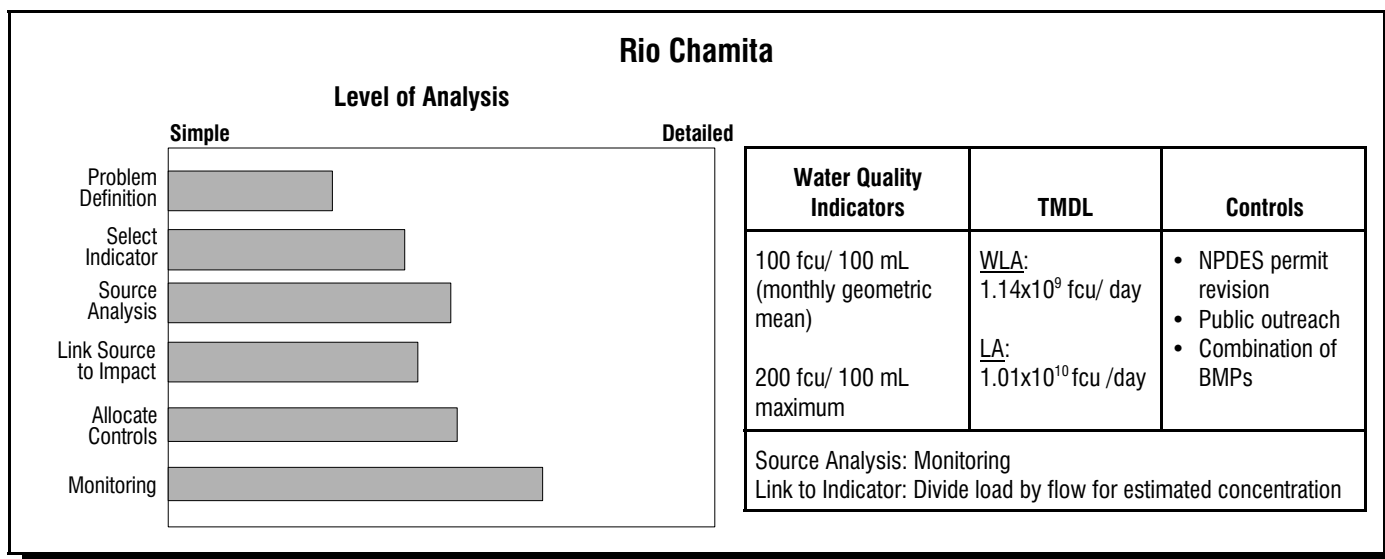 Rio Chamita
Level of Analysis
Simple
Detailed
Problem
Definition
Select
Indicator
Source
Analysis
Link Source
to Impact
Allocate
Controls
Monitoring
Water Quality
Indicators
TMDL
Controls
100 fcu/ 100 mL
(monthly geometric
mean)
200 fcu/ 100 mL
maximum
WLA:
1.14x10⁹ fcu/ day
LA:
1.01x10¹⁰ fcu /day
• NPDES permit
revision
• Public outreach
• Combination of
BMPs
Source Analysis: Monitoring
Link to Indicator: Divide load by flow for estimated concentration